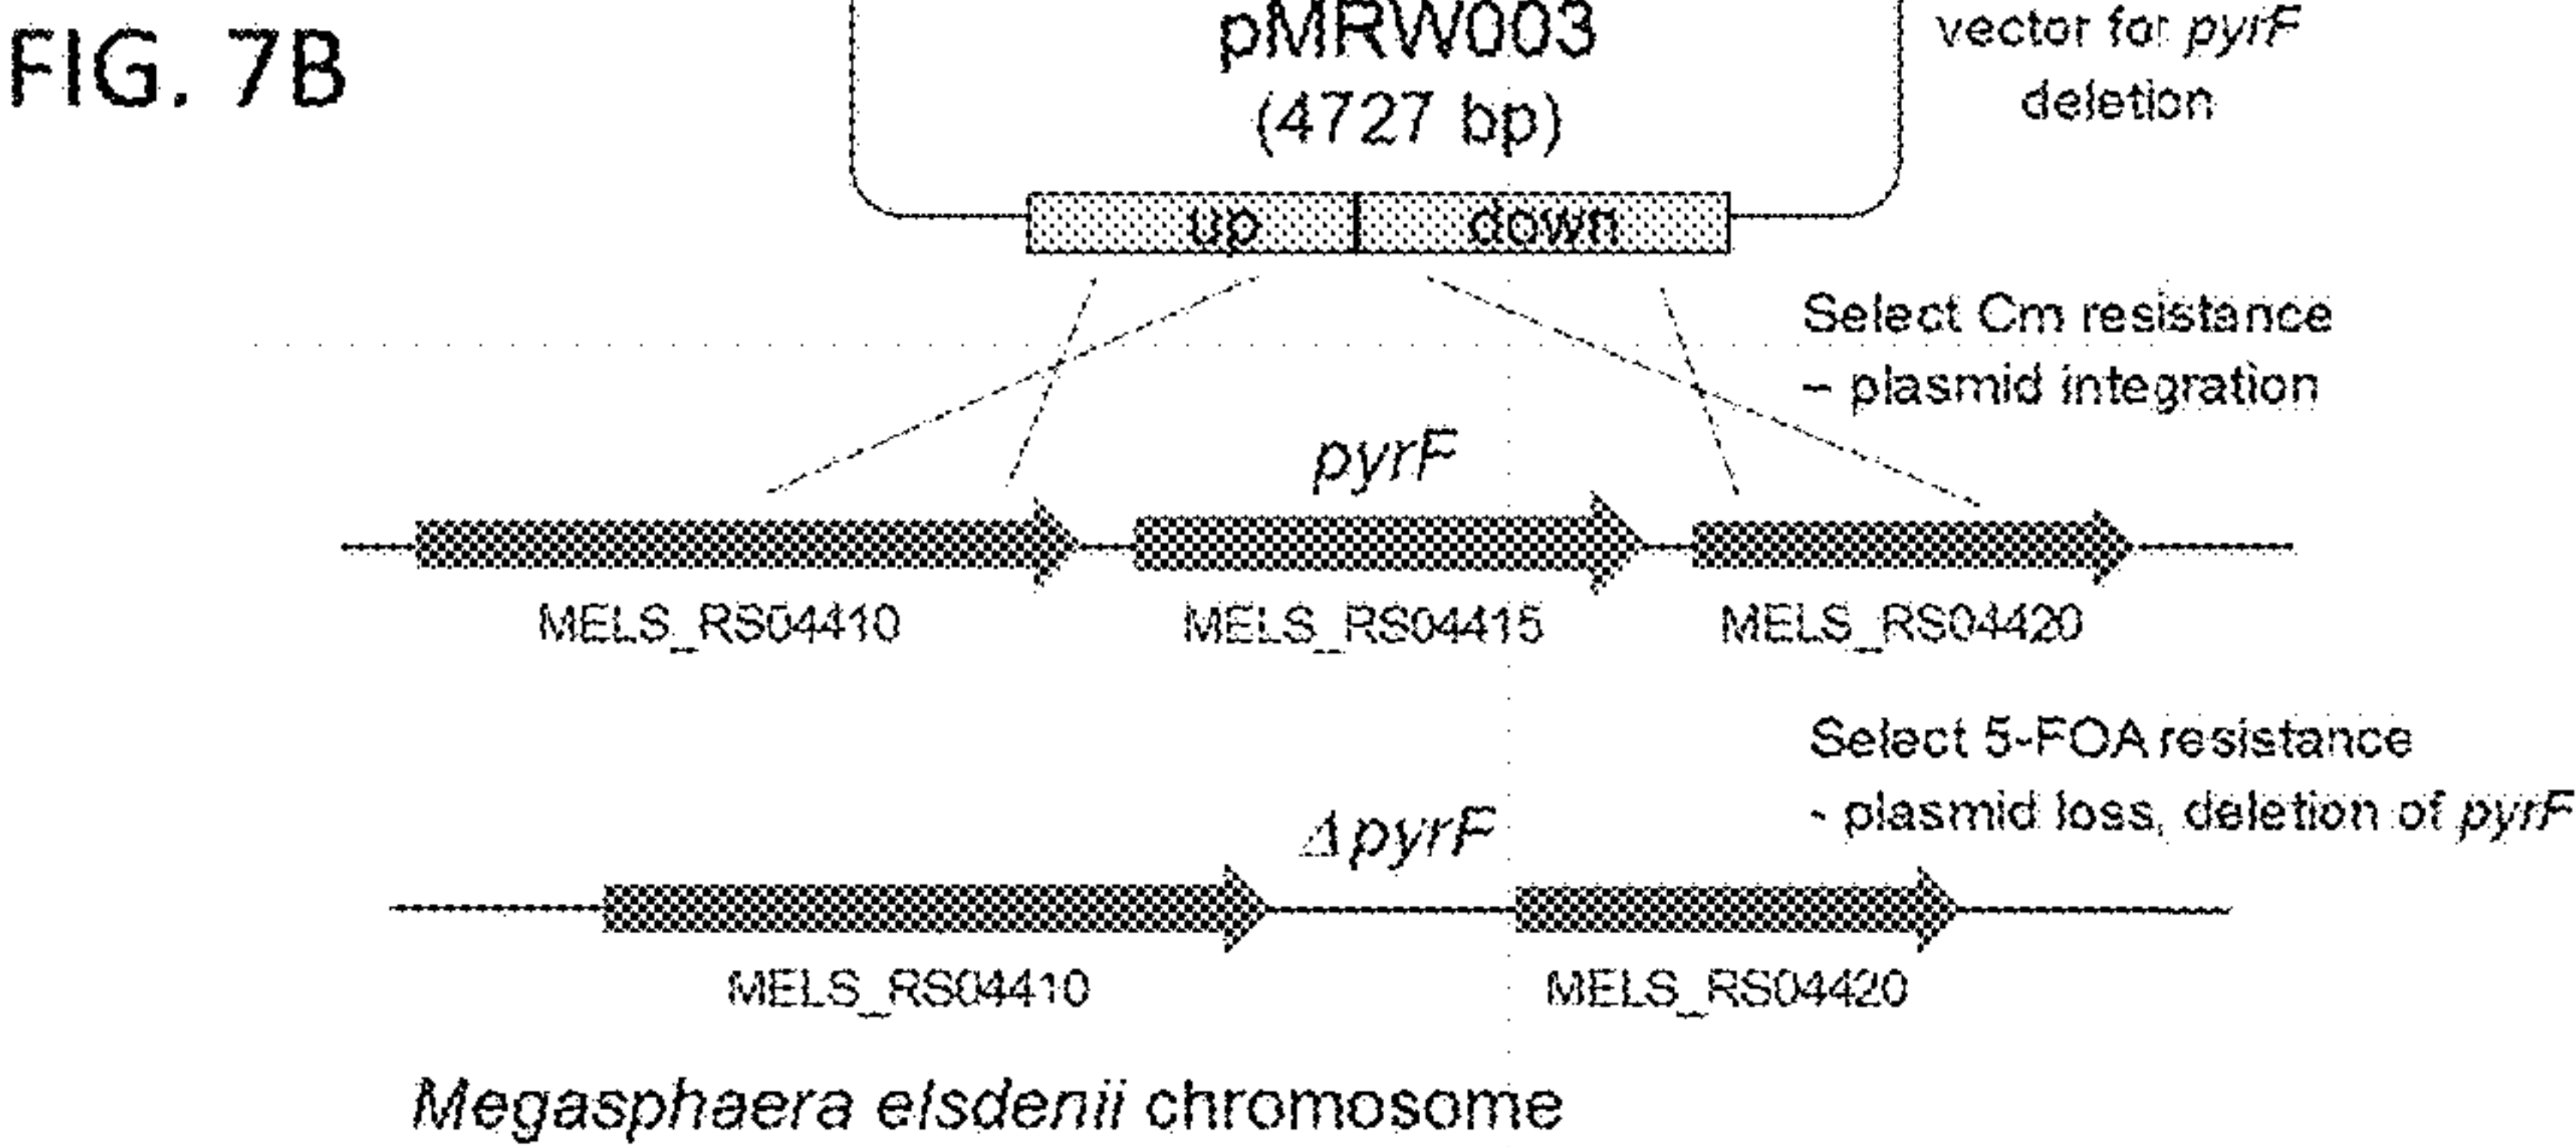 FIG. 7B
pMRW003
(4727 bp)
vector for pyrF
deletion
up down
Select Cm resistance
– plasmid integration
pyrF
MELS_RS04410 MELS_RS04415 MELS_RS04420
Select 5-FOA resistance
- plasmid loss, deletion of pyrF
ΔpyrF
MELS_RS04410 MELS_RS04420
Megasphaera elsdenii chromosome